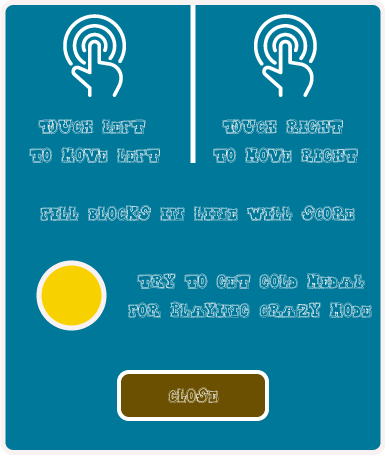 TOUCH LEFT
TO MOVE LEFT
TOUCH RIGHT
TO MOVE RIGHT
FILL BLOCKS IN LINE WILL SCORE
TRY TO GET GOLD MEDAL
FOR PLAYING CRAZY MODE
CLOSE